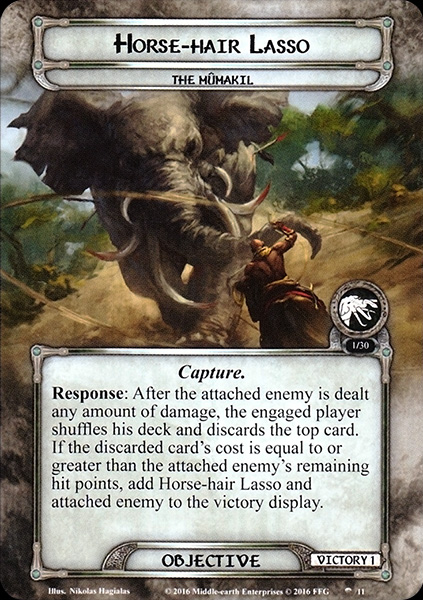 HORSE-HAIR LASSO
THE MÛMAKIL
1/30
Capture.
Response: After the attached enemy is dealt
any amount of damage, the engaged player
shuffles his deck and discards the top card.
If the discarded card's cost is equal to or
greater than the attached enemy's remaining
hit points, add Horse-hair Lasso and
attached enemy to the victory display.
OBJECTIVE
VICTORY 1
Illus. Nikolas Hagialas © 2016 Middle-earth Enterprises © 2016 FFG 11